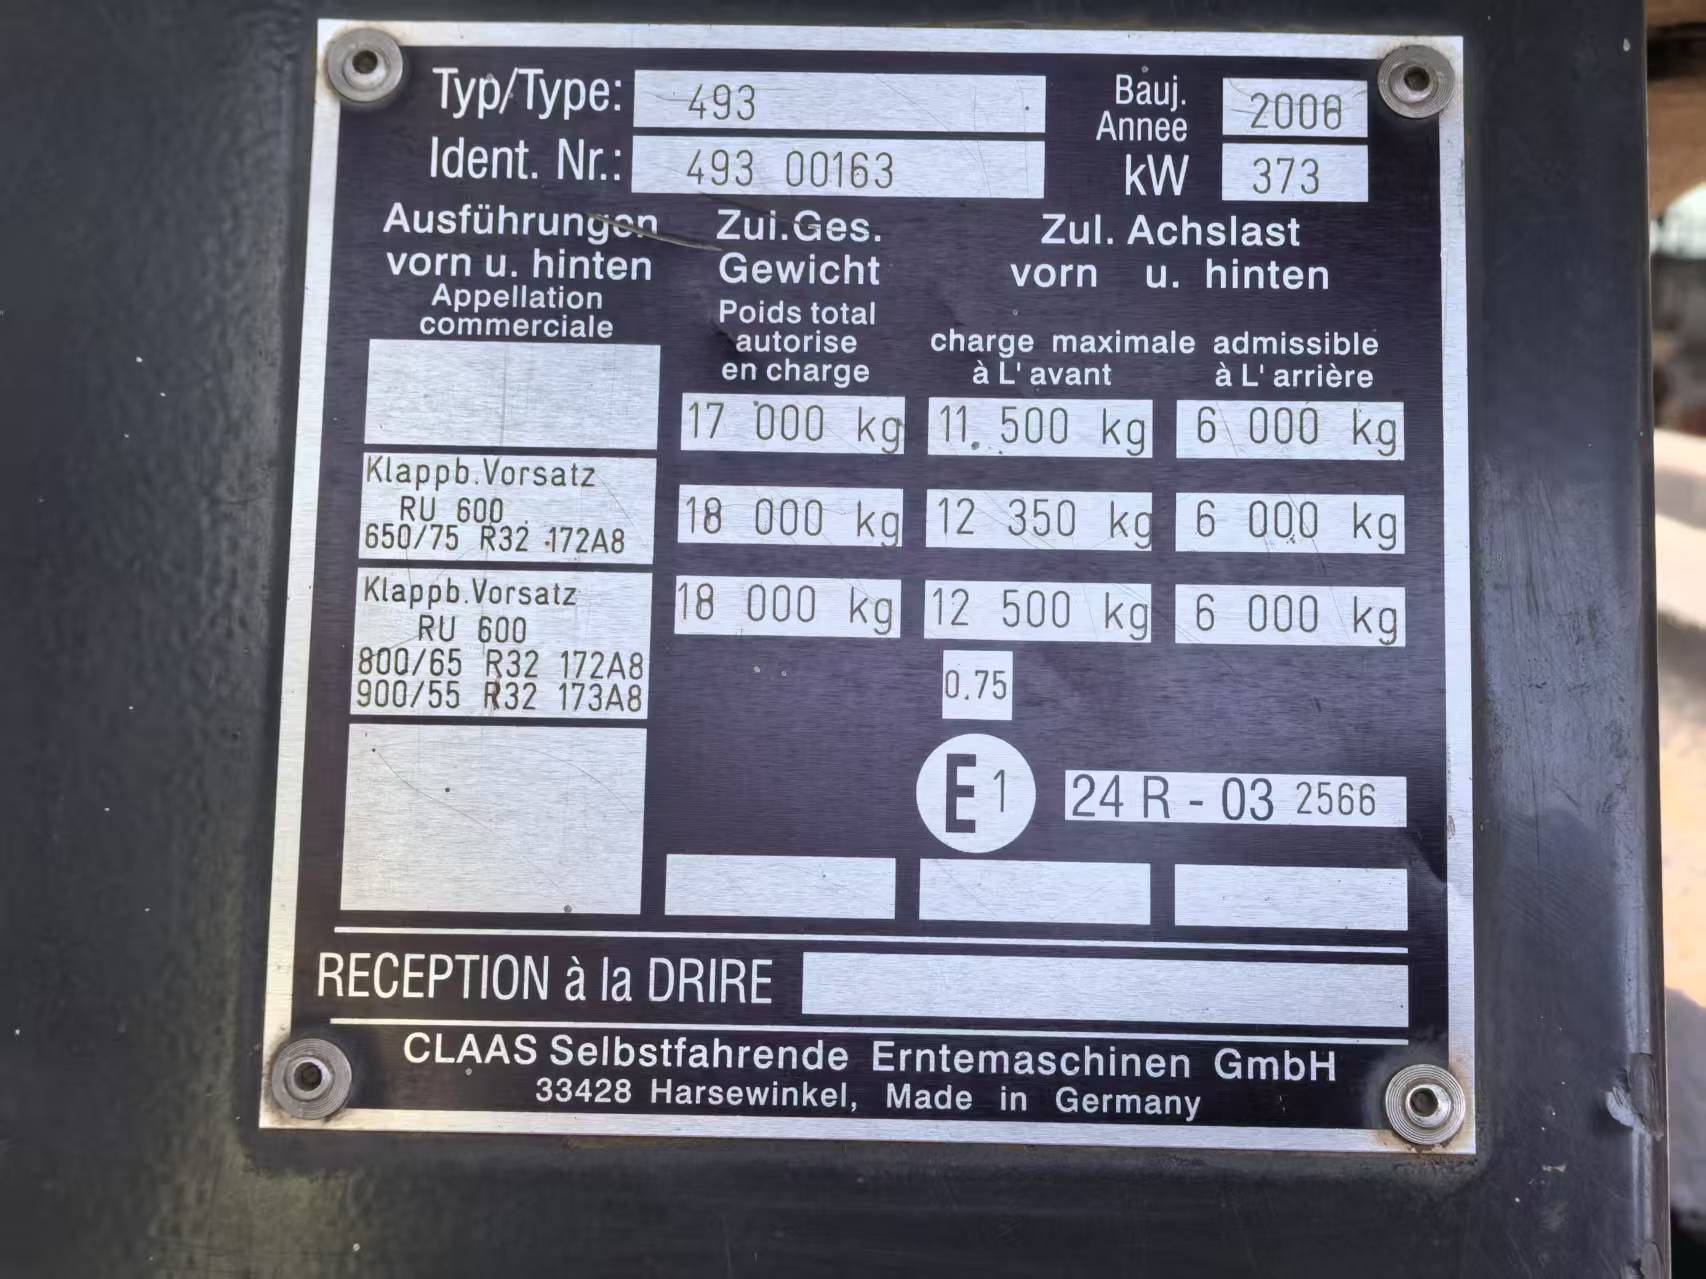 Typ/Type: 493
Bauj. Annee 2008
Ident. Nr.: 493 00163
kW 373
Ausführungen
vorn u. hinten
Appellation
commerciale
Zul.Ges.
Gewicht
Poids total
autorise
en charge
Zul. Achslast
vorn u. hinten
charge maximale admissible
à L'avant à L'arrière
17 000 kg 11. 500 kg 6 000 kg
Klappb.Vorsatz
RU 600
650/75 R32 172A8
18 000 kg 12 350 kg 6 000 kg
Klappb.Vorsatz
RU 600
800/65 R32 172A8
900/55 R32 173A8
18 000 kg 12 500 kg 6 000 kg
0.75
E 1 24 R - 03 2566
RECEPTION à la DRIRE
CLAAS Selbstfahrende Erntemaschinen GmbH
33428 Harsewinkel, Made in Germany